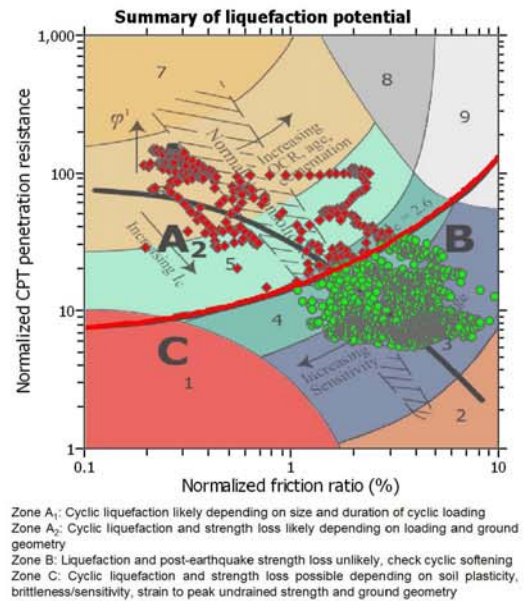 Summary of liquefaction potential
1,000
7
8
9
φ'
Increasing
OCR, age,
cementation
Normally
100
= 2.6
A2
B
Increasing Ic
5
Normalized CPT penetration resistance
10
4
C
3
Increasing
Sensitivity
1
2
1
0.1
1
10
Normalized friction ratio (%)
Zone A1: Cyclic liquefaction likely depending on size and duration of cyclic loading
Zone A2: Cyclic liquefaction and strength loss likely depending on loading and ground
geometry
Zone B: Liquefaction and post-earthquake strength loss unlikely, check cyclic softening
Zone C: Cyclic liquefaction and strength loss possible depending on soil plasticity,
brittleness/sensitivity, strain to peak undrained strength and ground geometry